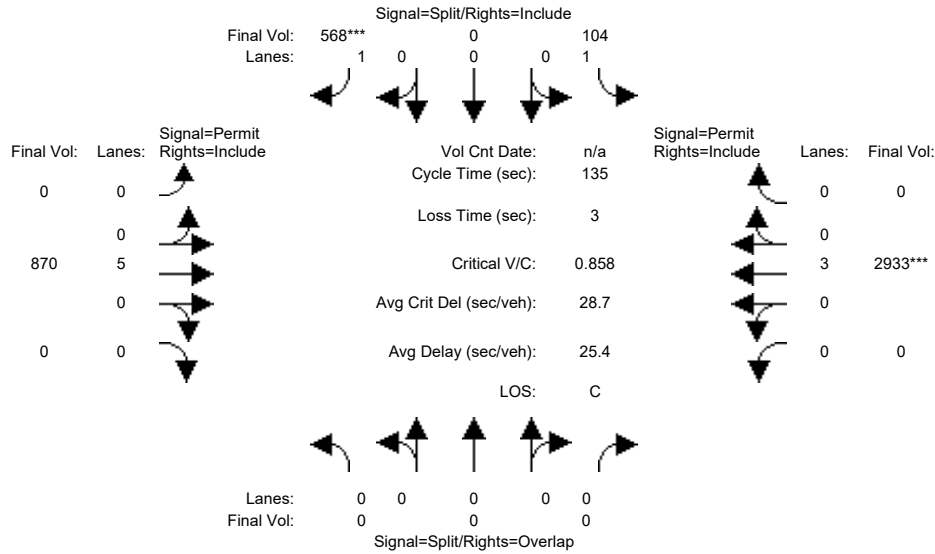 Signal=Split/Rights=Include
Final Vol: 568*** 0 104
Lanes: 1 0 0 0 1
Signal=Permit Signal=Permit
Final Vol: Lanes: Rights=Include Vol Cnt Date: n/a Rights=Include Lanes: Final Vol:
Cycle Time (sec): 135
0 0 0 0
Loss Time (sec): 3
0 0
870 5 Critical V/C: 0.858 3 2933***
0 Avg Crit Del (sec/veh): 28.7 0
0 0 Avg Delay (sec/veh): 25.4 0 0
LOS: C
Lanes: 0 0 0 0 0
Final Vol: 0 0 0
Signal=Split/Rights=Overlap